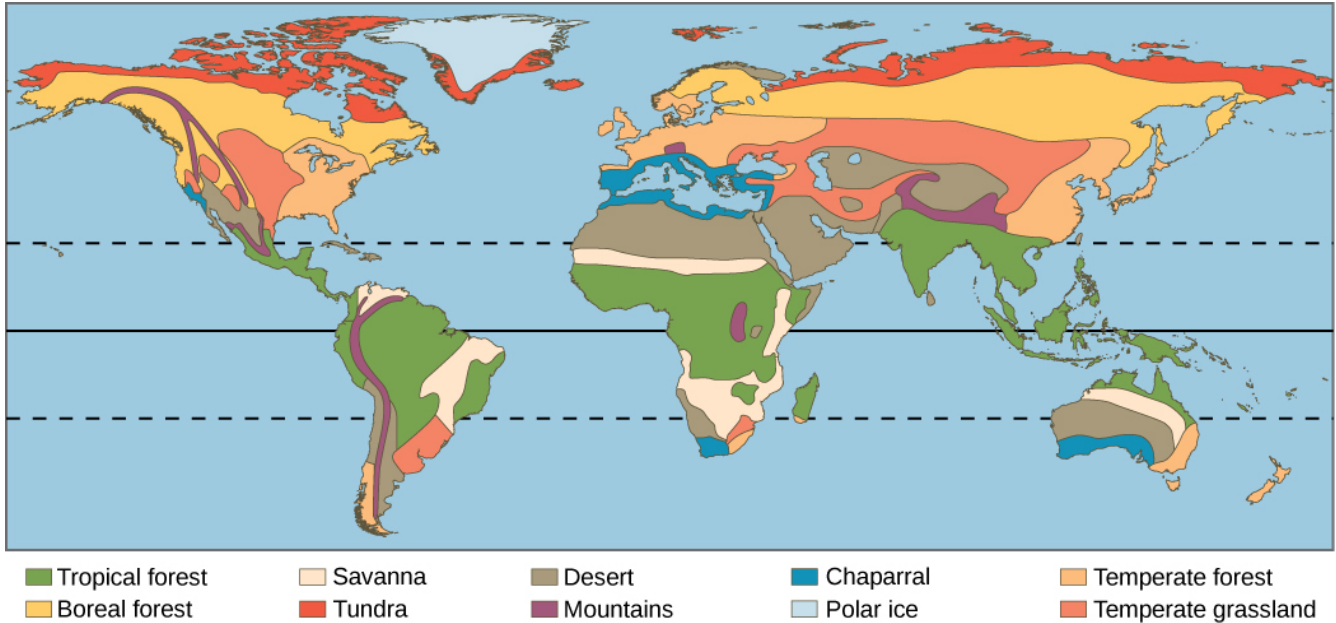 Tropical forest Savanna Desert Chaparral Temperate forest
Boreal forest Tundra Mountains Polar ice Temperate grassland